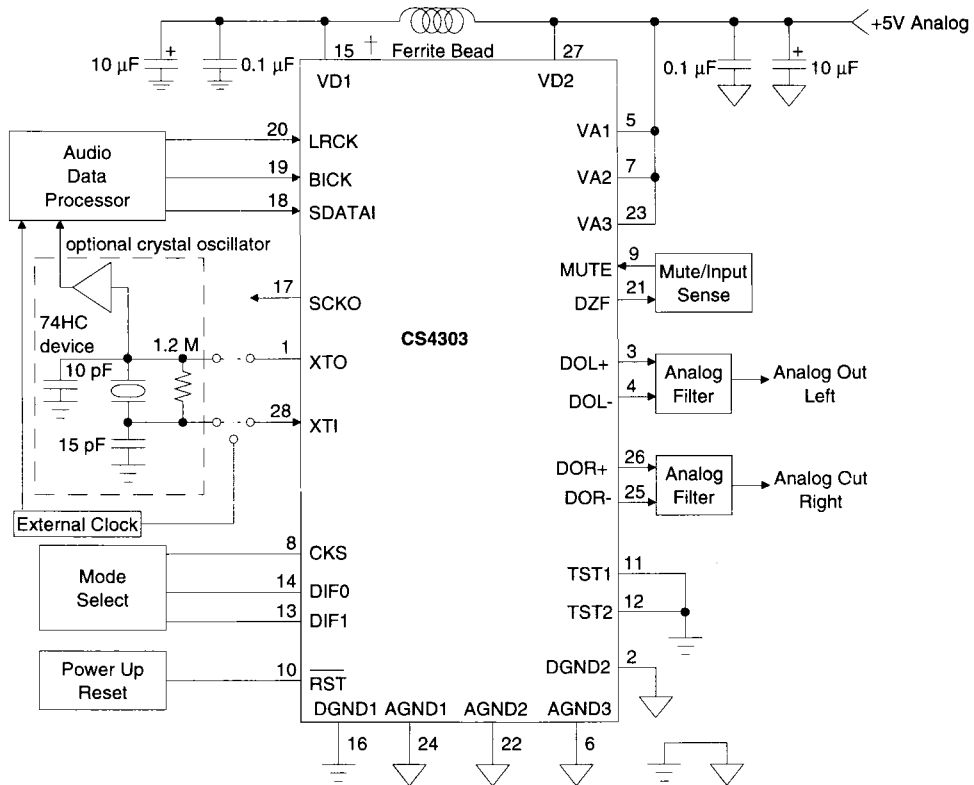 +5V Analog
15 † Ferrite Bead 27
10 µF + 0.1 µF 0.1 µF + 10 µF
VD1 VD2
20 LRCK
19 BICK
18 SDATAI
Audio
Data
Processor
VA1 5
VA2 7
VA3 23
optional crystal oscillator
MUTE 9
DZF 21
Mute/Input
Sense
17 SCKO
CS4303
74HC
device
1.2 M
10 pF
15 pF
1 XTO
28 XTI
DOL+ 3
DOL- 4
Analog
Filter
Analog Out
Left
DOR+ 26
DOR- 25
Analog
Filter
Analog Cut
Right
External Clock
8 CKS
14 DIF0
13 DIF1
Mode
Select
TST1 11
TST2 12
Power Up
Reset
10 RST
DGND2 2
DGND1 AGND1 AGND2 AGND3
16 24 22 6